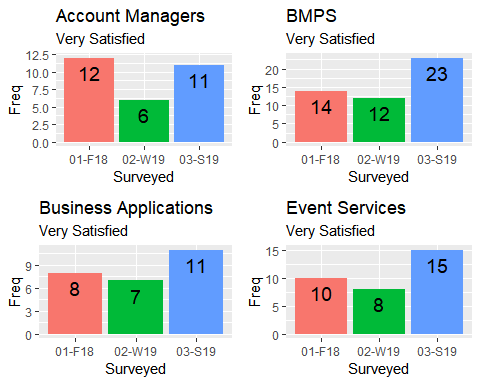 Account Managers
Very Satisfied
12.5
10.0
7.5
5.0
2.5
0.0
Freq
12
6
11
01-F18 02-W19 03-S19
Surveyed
BMPS
Very Satisfied
20
15
10
5
0
Freq
14
12
23
01-F18 02-W19 03-S19
Surveyed
Business Applications
Very Satisfied
9
6
3
0
Freq
8
7
11
01-F18 02-W19 03-S19
Surveyed
Event Services
Very Satisfied
15
10
5
0
Freq
10
8
15
01-F18 02-W19 03-S19
Surveyed